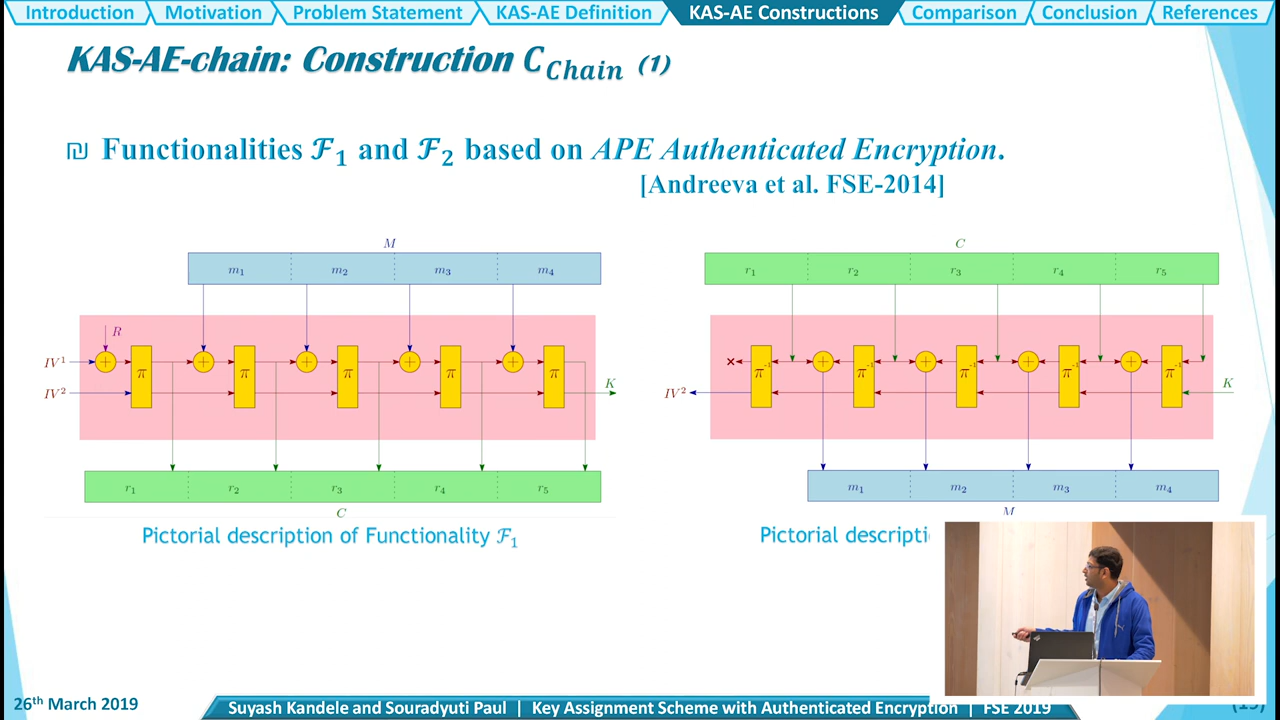 Introduction Motivation Problem Statement KAS-AE Definition KAS-AE Constructions Comparison Conclusion References
KAS-AE-chain: Construction C_Chain (1)
Functionalities ℱ₁ and ℱ₂ based on APE Authenticated Encryption.
[Andreeva et al. FSE-2014]
M
m₁ m₂ m₃ m₄
R
IV¹
+ π + π + π + π + π
IV²
K
r₁ r₂ r₃ r₄ r₅
C
Pictorial description of Functionality ℱ₁
C
r₁ r₂ r₃ r₄ r₅
π⁻¹ + π⁻¹ + π⁻¹ + π⁻¹ + π⁻¹
IV²
K
m₁ m₂ m₃ m₄
M
Pictorial descripti
26th March 2019
Suyash Kandele and Souradyuti Paul | Key Assignment Scheme with Authenticated Encryption | FSE 2019